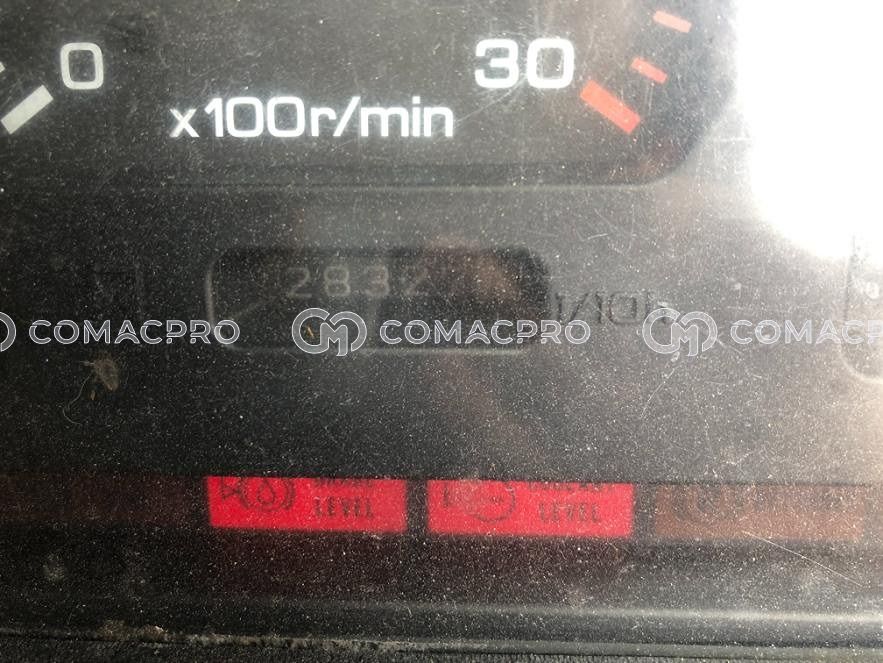 0
30
x100r/min
2832
1/10h
COMACPRO COMACPRO COMACPRO
LEVEL
LEVEL